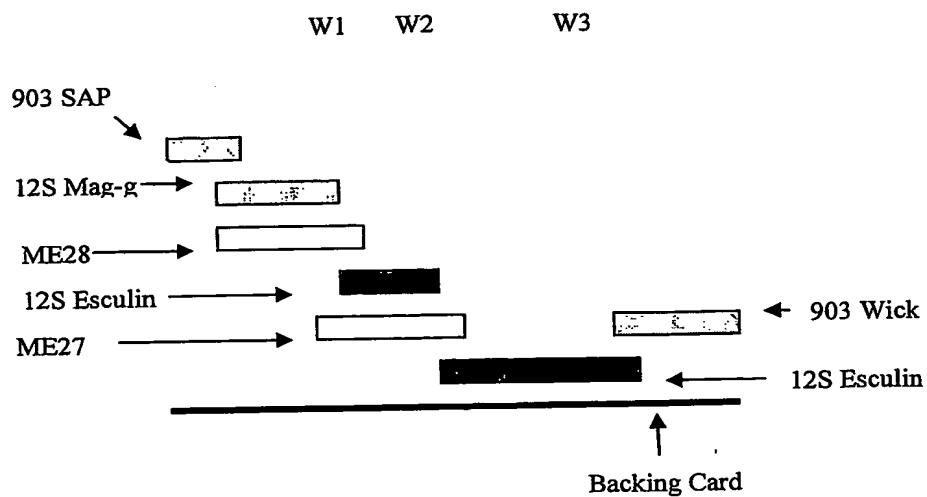 W1 W2 W3
903 SAP
12S Mag-g
ME28
12S Esculin
903 Wick
ME27
12S Esculin
Backing Card